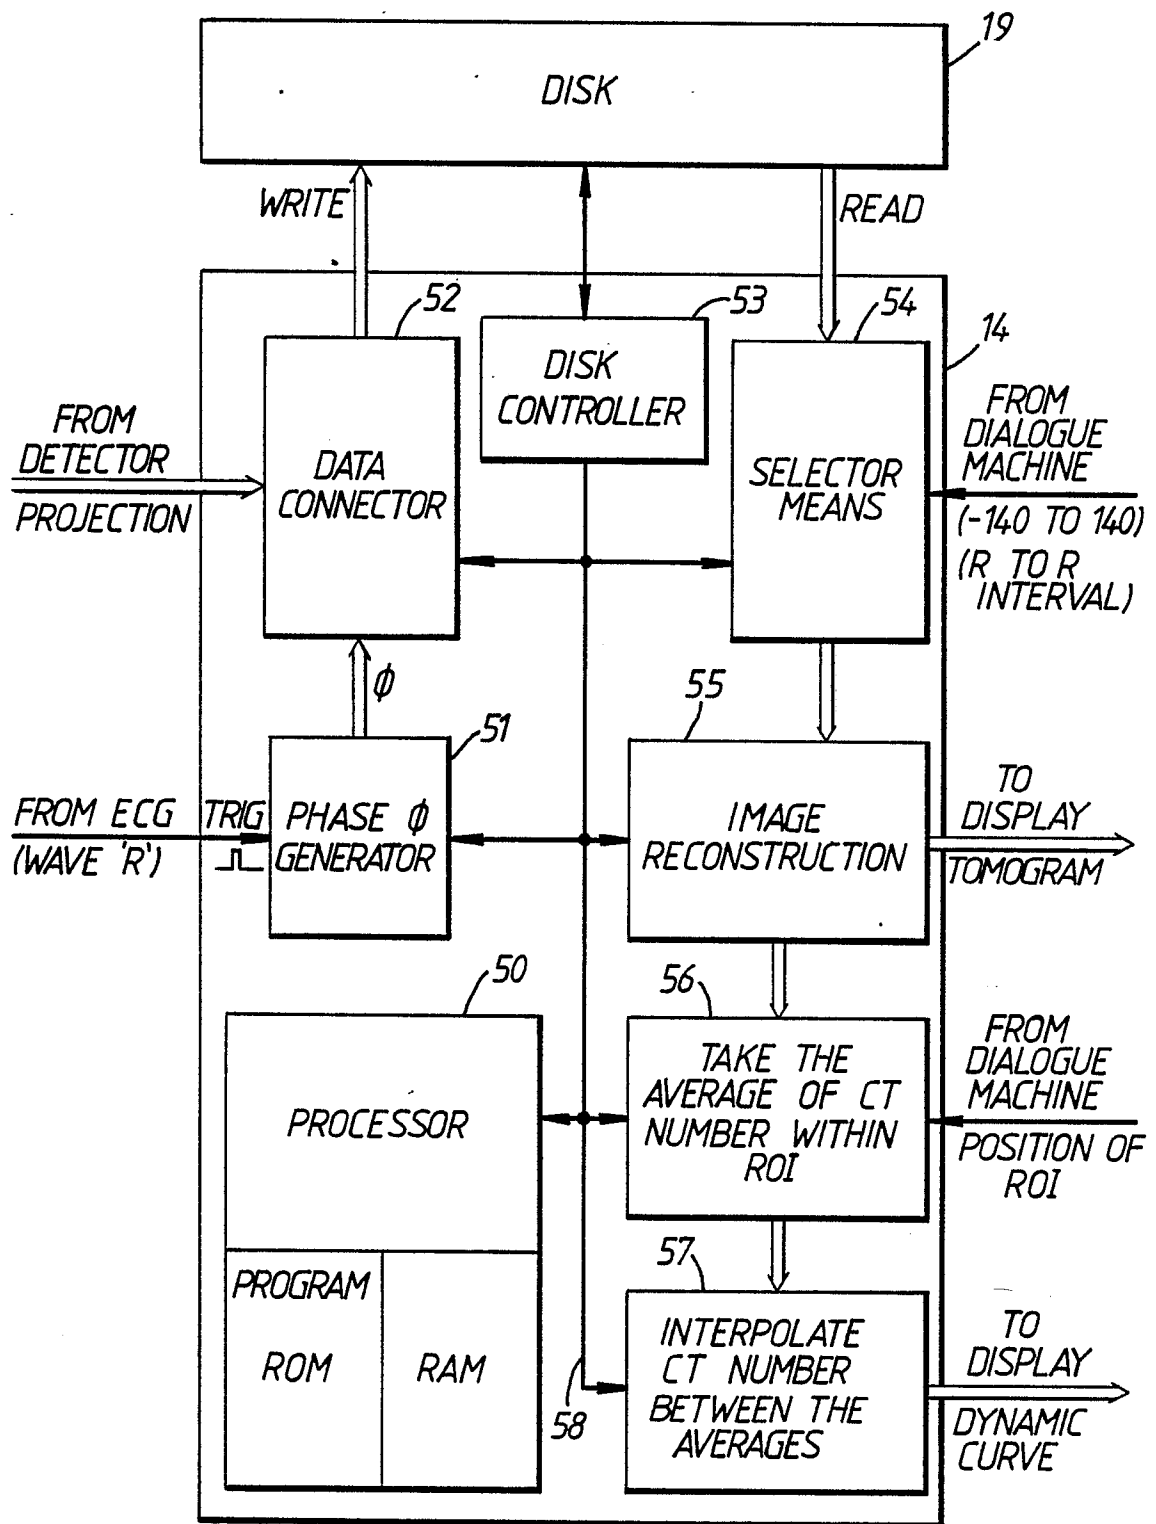 19
DISK
WRITE
READ
52
53
54
14
DISK
CONTROLLER
FROM
DETECTOR
PROJECTION
DATA
CONNECTOR
SELECTOR
MEANS
FROM
DIALOGUE
MACHINE
(-140 TO 140)
(R TO R
INTERVAL)
ϕ
51
55
FROM ECG
(WAVE 'R')
TRIG
PHASE ϕ
GENERATOR
IMAGE
RECONSTRUCTION
TO
DISPLAY
TOMOGRAM
50
56
PROCESSOR
TAKE THE
AVERAGE OF CT
NUMBER WITHIN
ROI
FROM
DIALOGUE
MACHINE
POSITION OF
ROI
57
PROGRAM
ROM
RAM
58
INTERPOLATE
CT NUMBER
BETWEEN THE
AVERAGES
TO
DISPLAY
DYNAMIC
CURVE